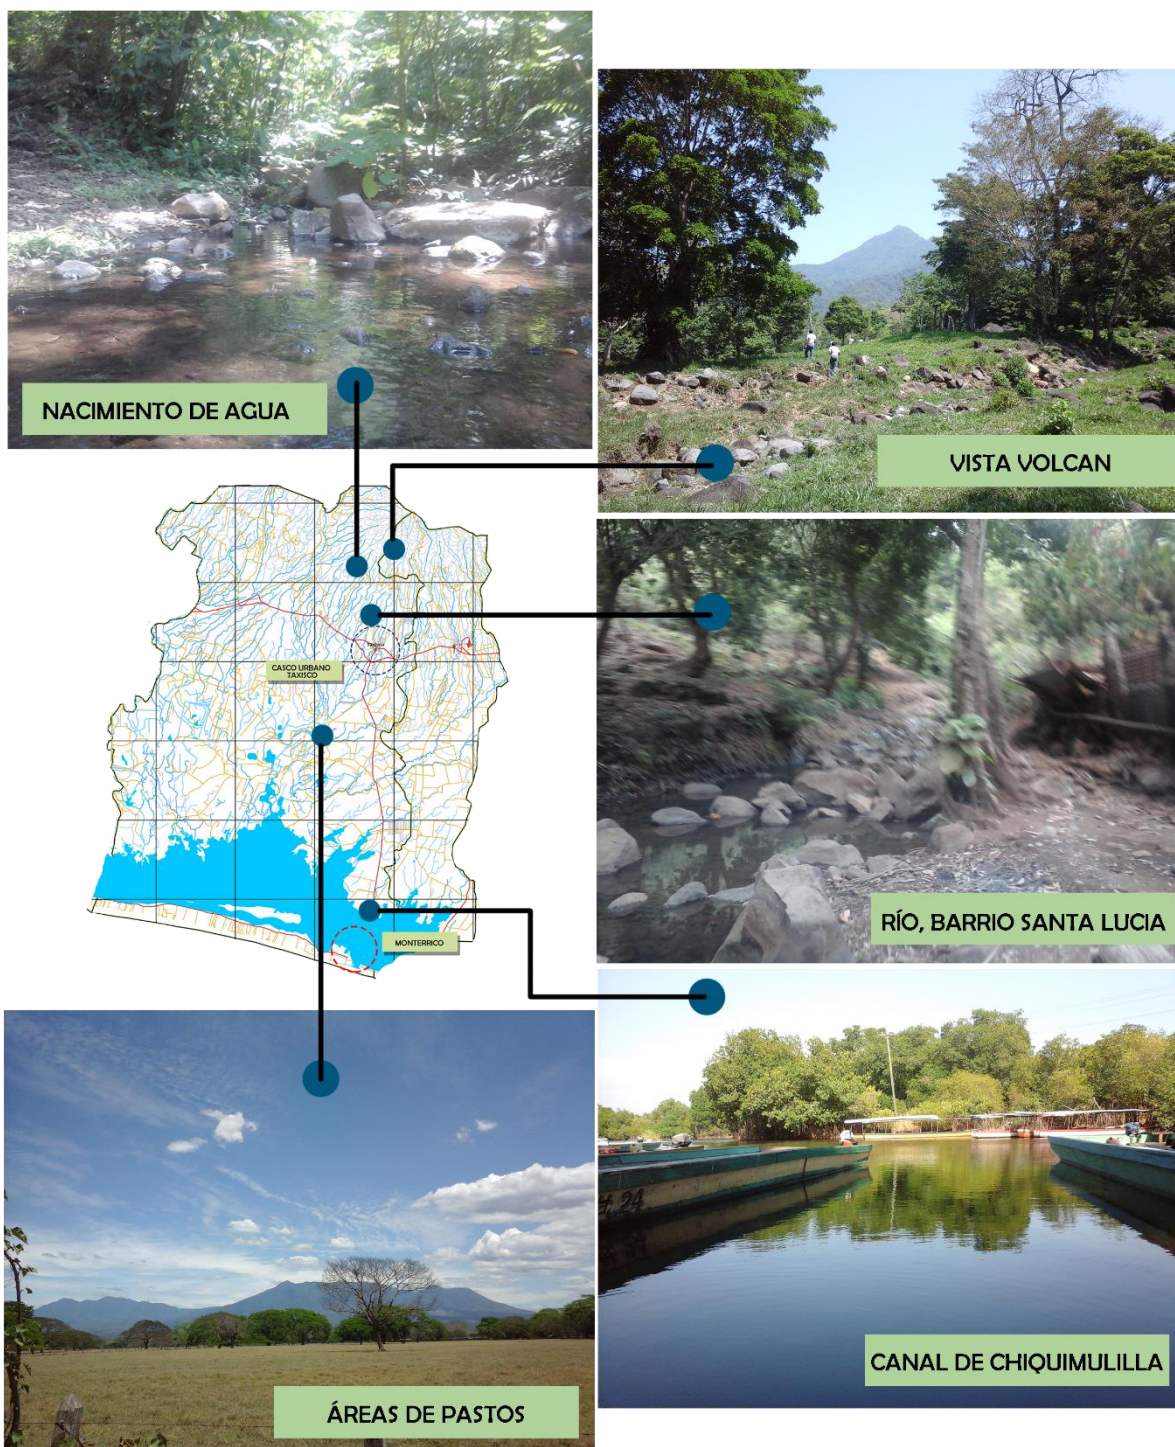 NACIMIENTO DE AGUA
VISTA VOLCAN
CASCO URBANO
TAXISCO
RÍO, BARRIO SANTA LUCIA
MONTERRICO
24
CANAL DE CHIQUIMULILLA
ÁREAS DE PASTOS